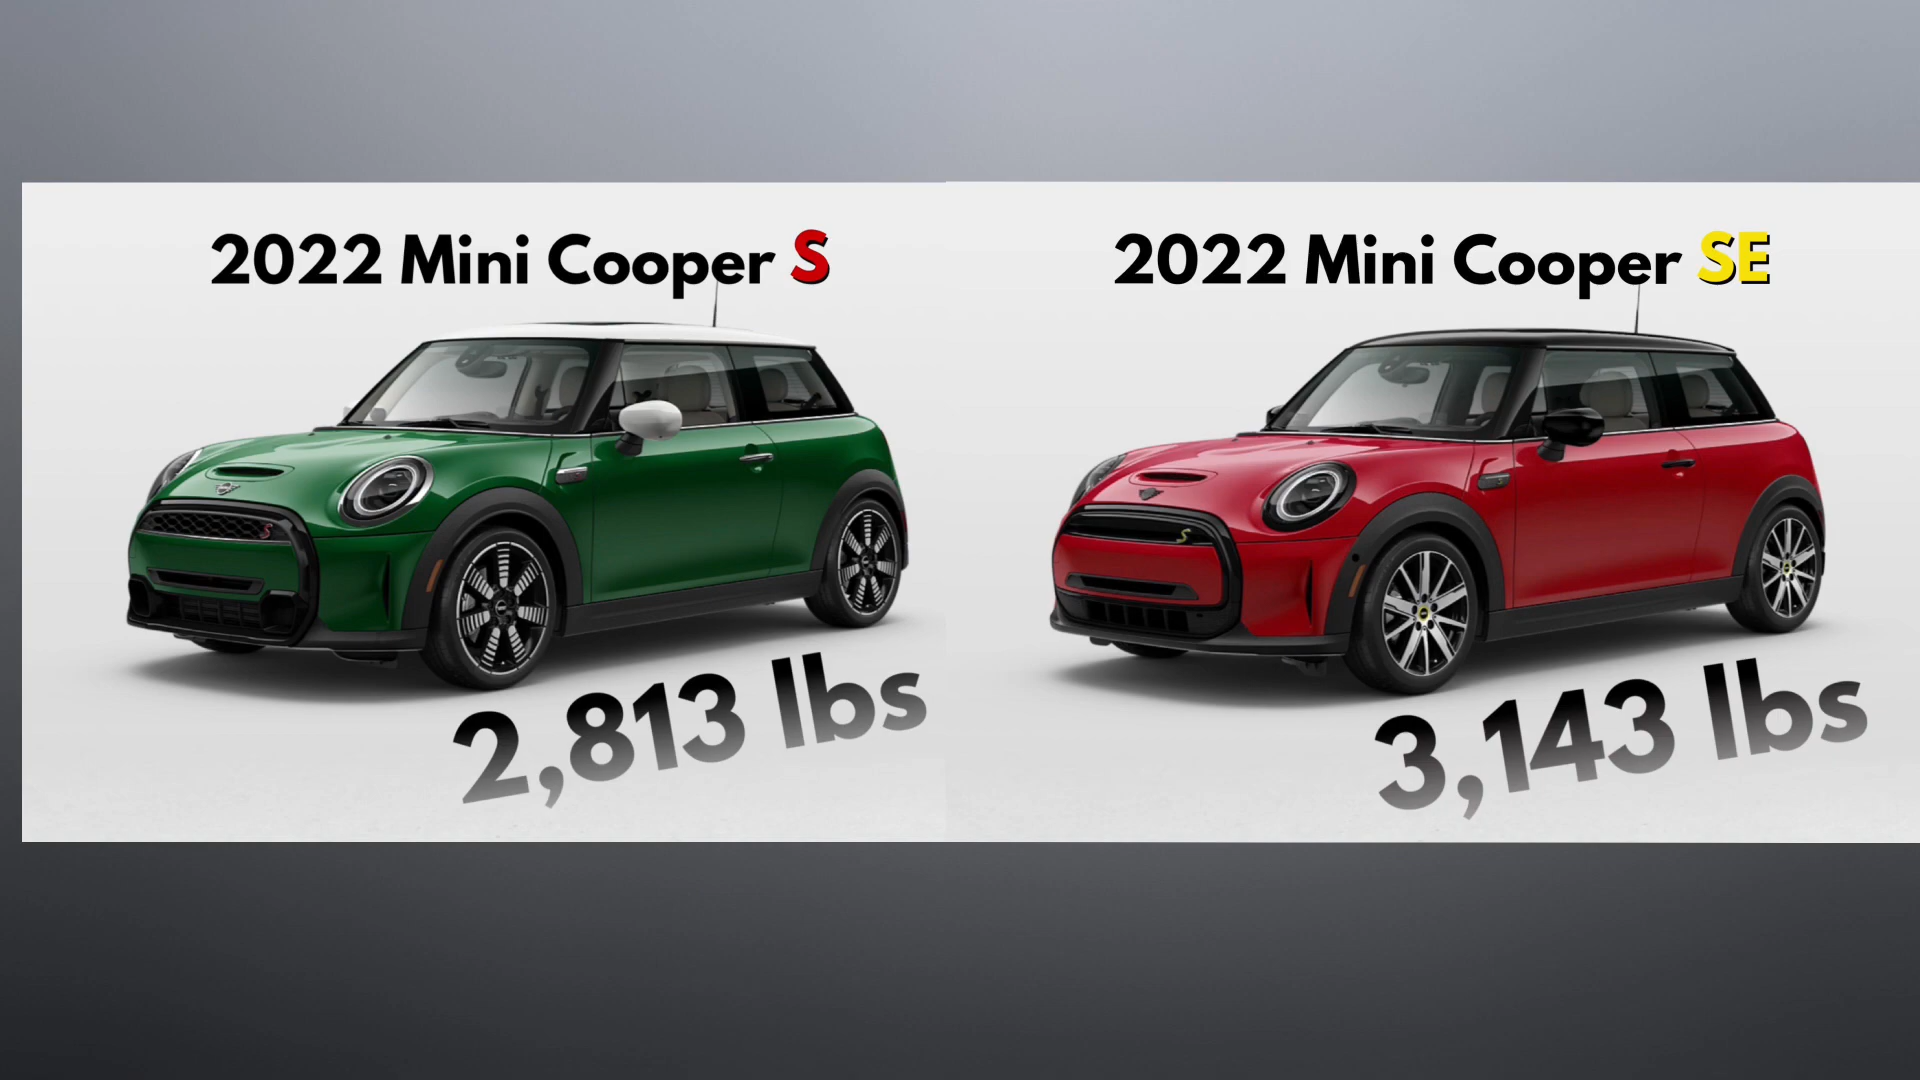 2022 Mini Cooper S
2022 Mini Cooper SE
S
S
2,813 lbs
3,143 lbs